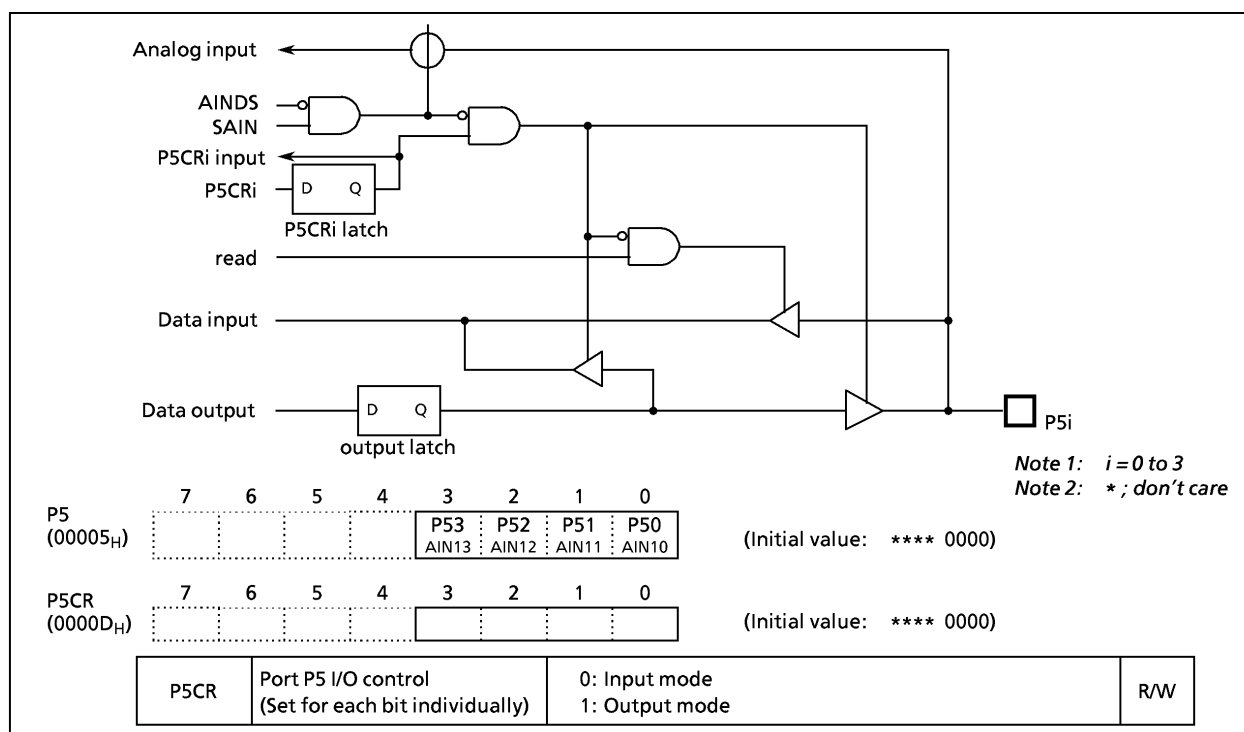 Analog input
AINDS
SAIN
P5CRi input
P5CRi
D Q
P5CRi latch
read
Data input
Data output
D Q
output latch
P5i
Note 1: i = 0 to 3
Note 2: * ; don't care
7 6 5 4 3 2 1 0
P5
(00005H)
P53 P52 P51 P50
AIN13 AIN12 AIN11 AIN10
(Initial value: **** 0000)
7 6 5 4 3 2 1 0
P5CR
(0000DH)
(Initial value: **** 0000)
P5CR
Port P5 I/O control
(Set for each bit individually)
0: Input mode
1: Output mode
R/W